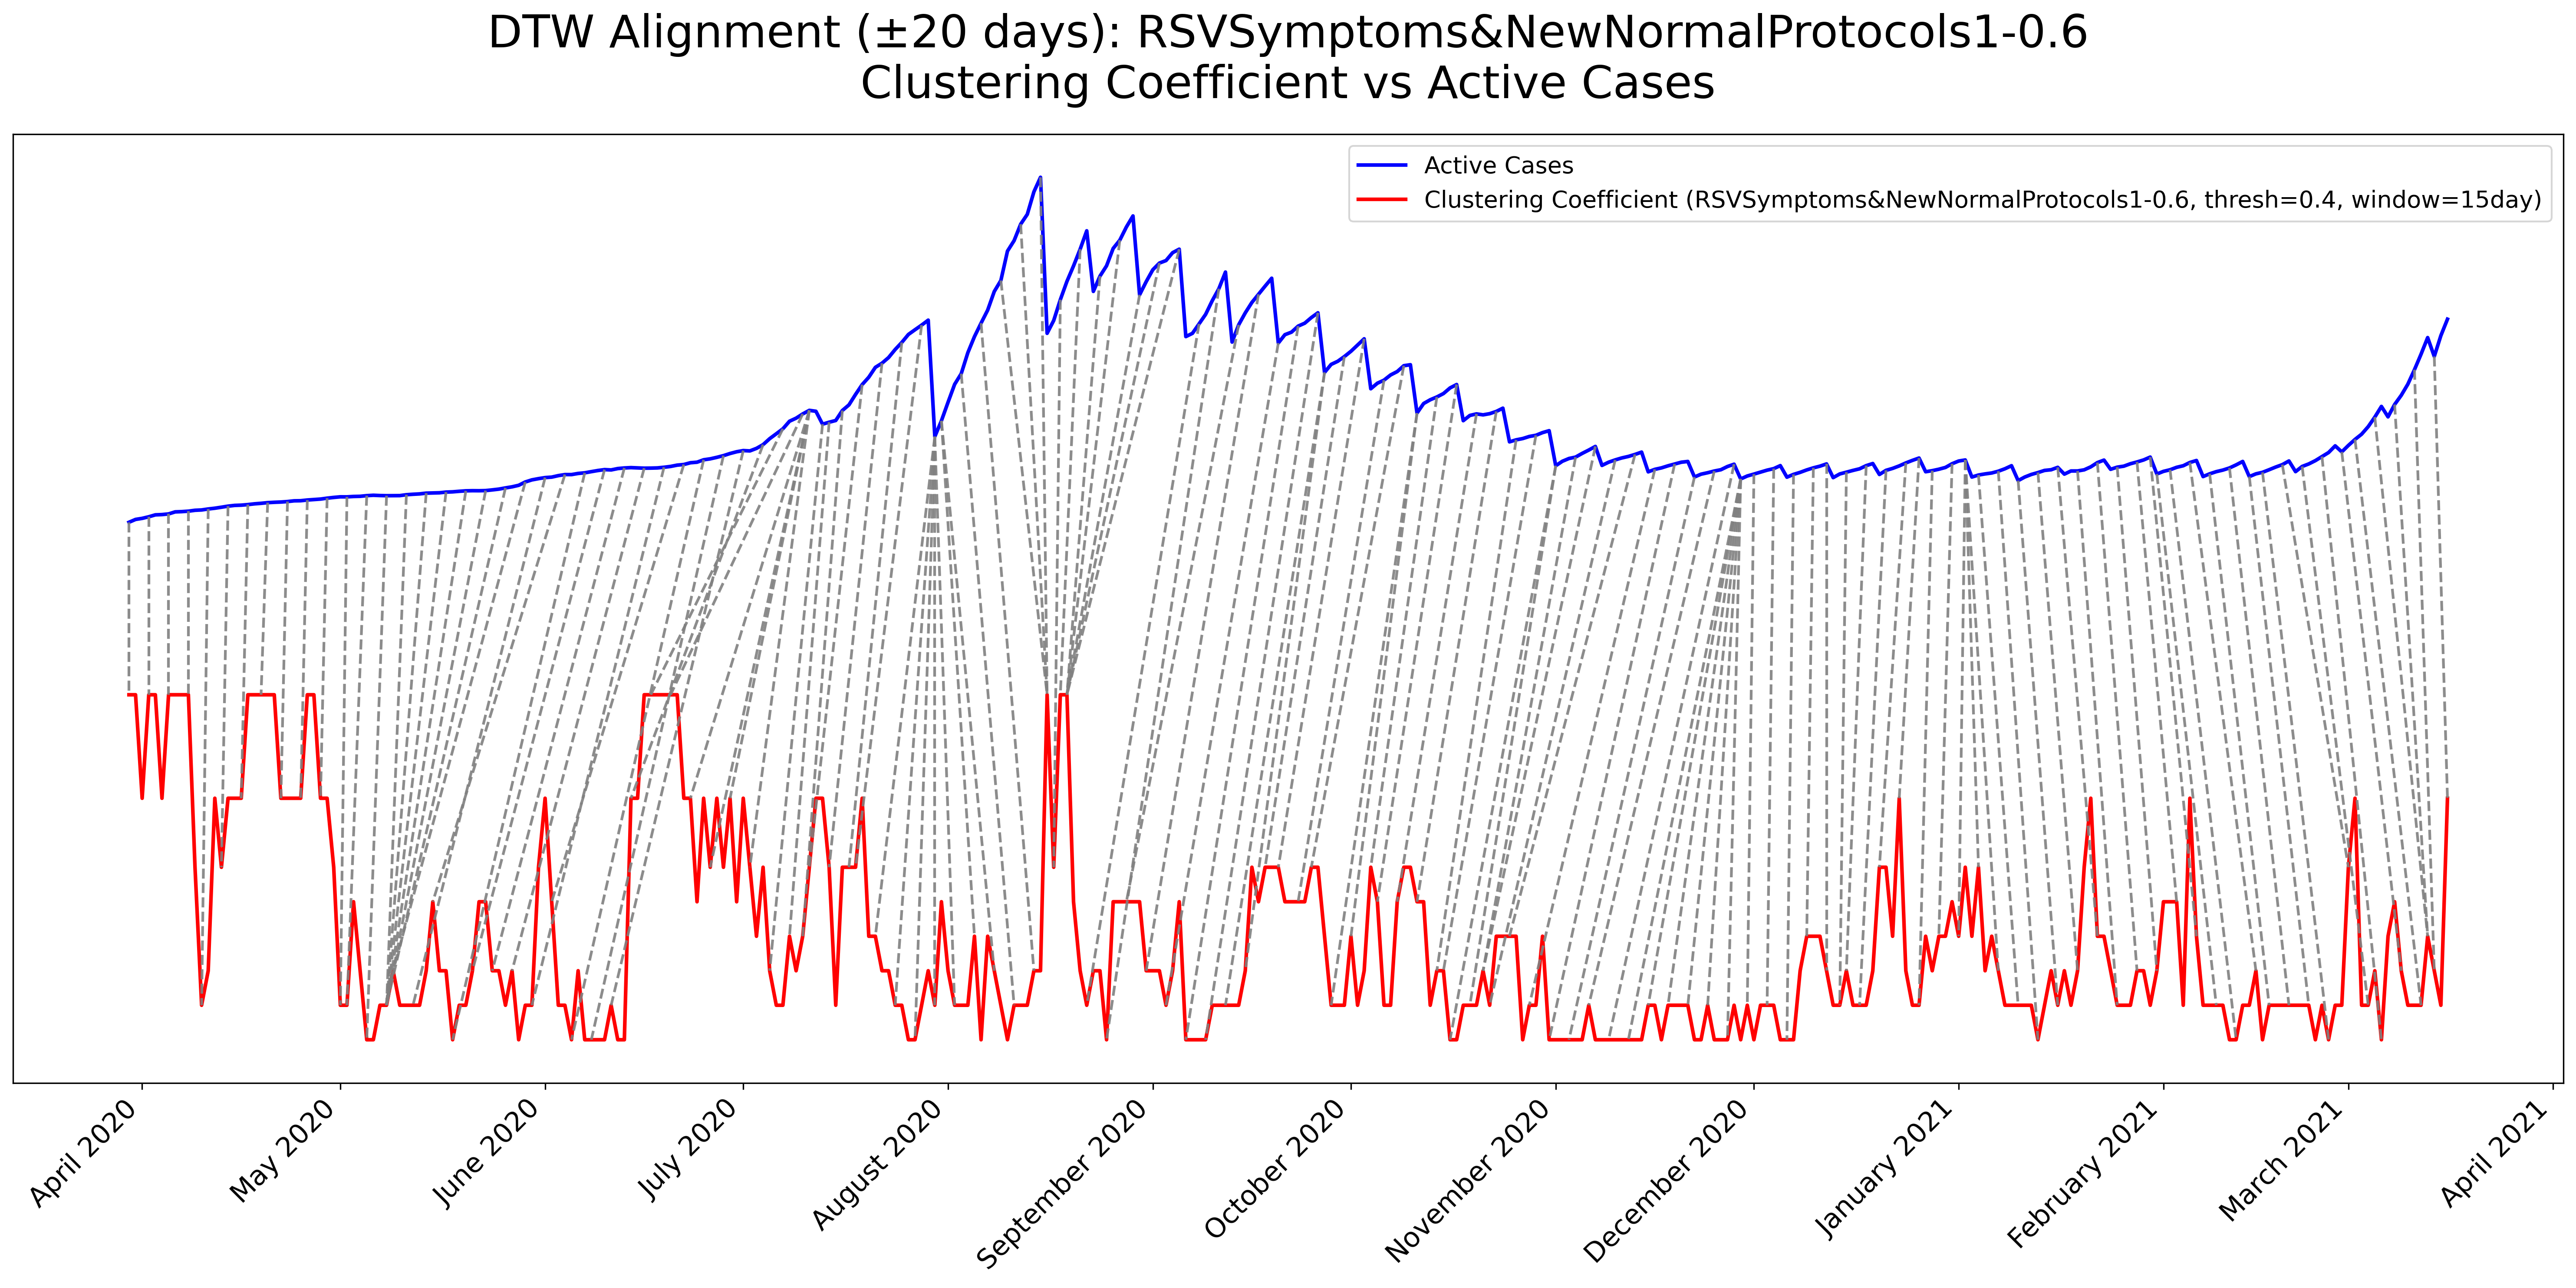 DTW Alignment (±20 days): RSVSymptoms&NewNormalProtocols1-0.6
Clustering Coefficient vs Active Cases
Active Cases
Clustering Coefficient (RSVSymptoms&NewNormalProtocols1-0.6, thresh=0.4, window=15day)
April 2020
May 2020
June 2020
July 2020
August 2020
September 2020
October 2020
November 2020
December 2020
January 2021
February 2021
March 2021
April 2021